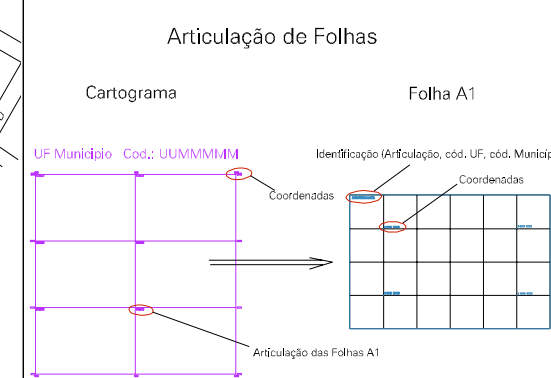 Articulação de Folhas
Cartograma
Folha A1
UF Municipio Cod.: UUMMMMM
Identificação (Articulação, cód. UF, cód. Municíp
Coordenadas
Coordenadas
Articulação das Folhas A1